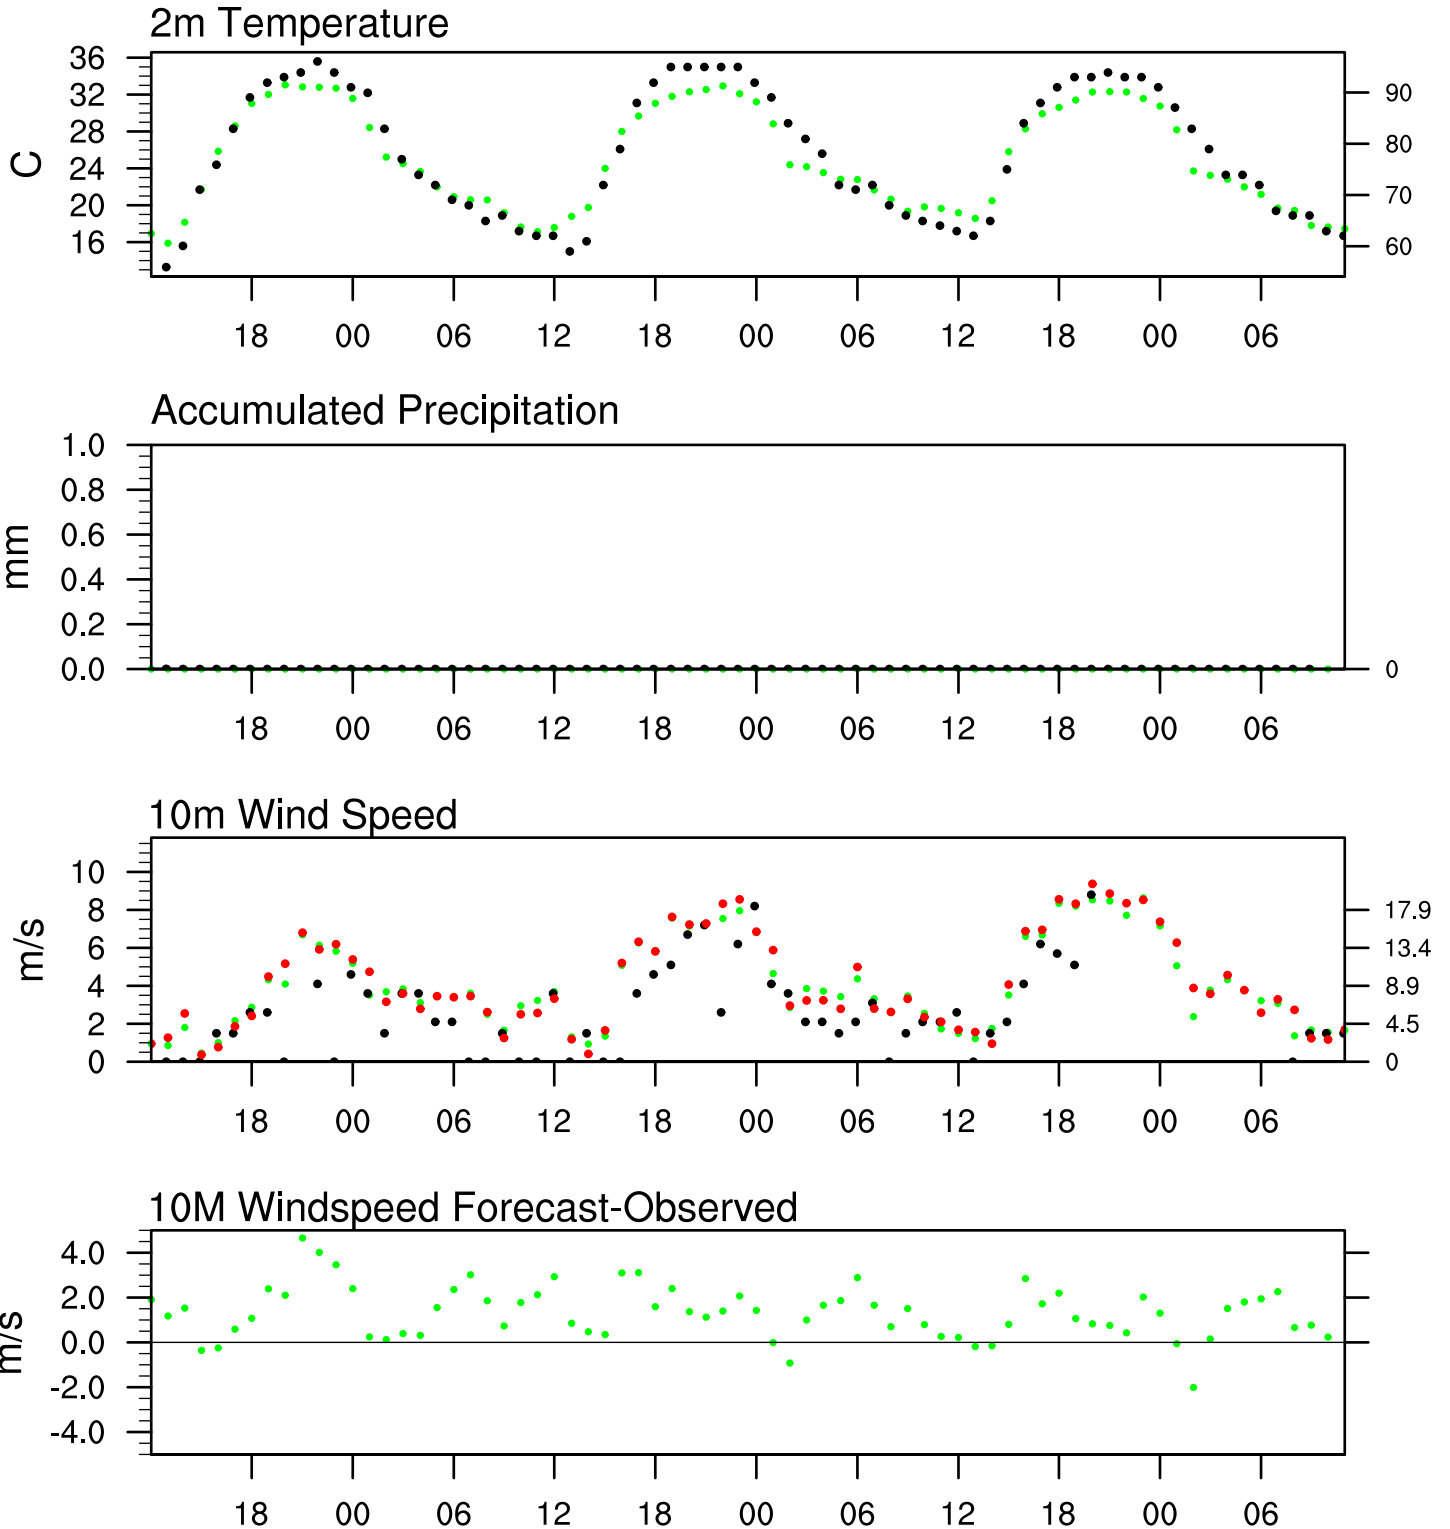 2m Temperature
36
32
28
24
20
16
C
90
80
70
60
18 00 06 12 18 00 06 12 18 00 06
Accumulated Precipitation
1.0
0.8
0.6
0.4
0.2
0.0
mm
0
18 00 06 12 18 00 06 12 18 00 06
10m Wind Speed
10
8
6
4
2
0
m/s
17.9
13.4
8.9
4.5
0
18 00 06 12 18 00 06 12 18 00 06
10M Windspeed Forecast-Observed
4.0
2.0
0.0
-2.0
-4.0
m/s
18 00 06 12 18 00 06 12 18 00 06